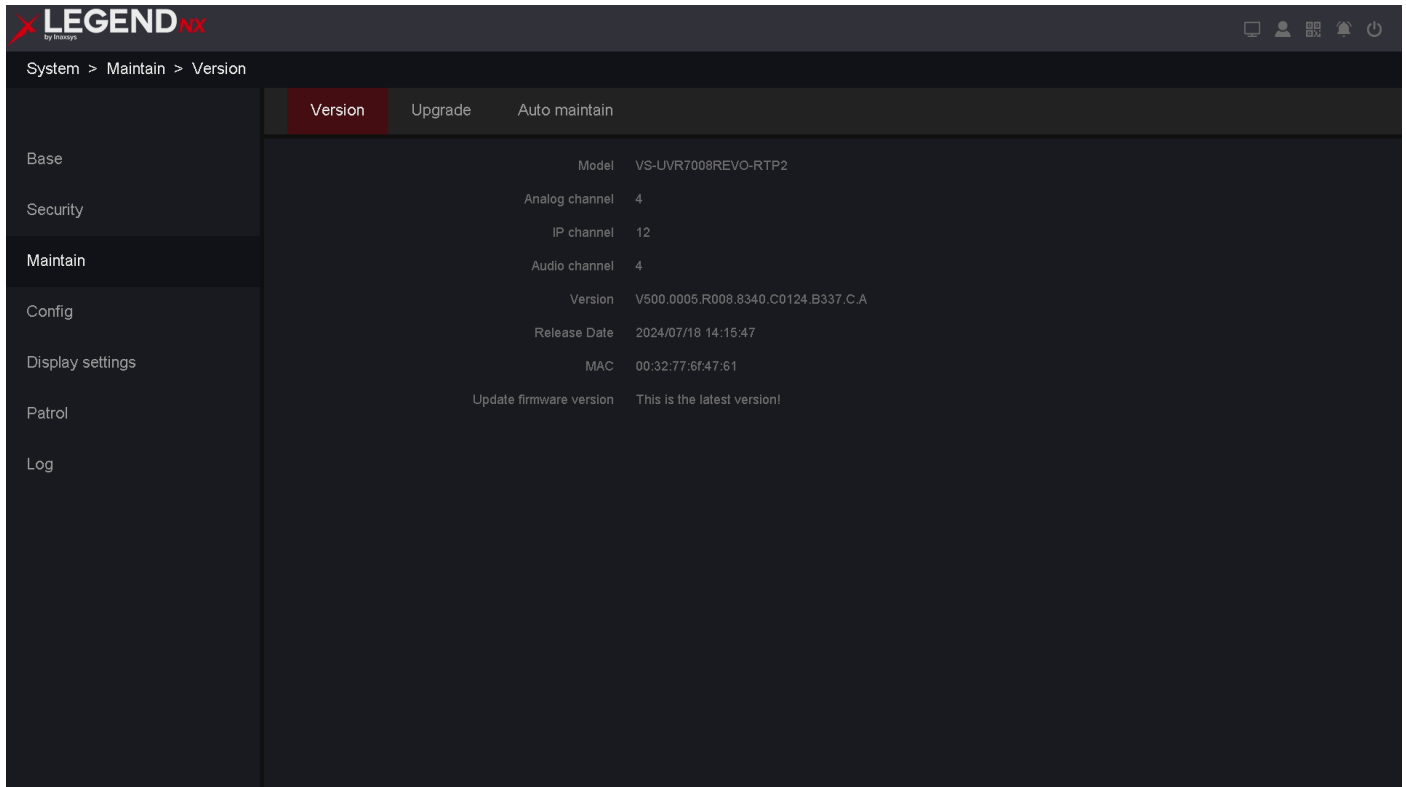 LEGEND NX
by Inaxsys
System > Maintain > Version
Version Upgrade Auto maintain
Base
Security
Maintain
Config
Display settings
Patrol
Log
Model VS-UVR7008REVO-RTP2
Analog channel 4
IP channel 12
Audio channel 4
Version V500.0005.R008.8340.C0124.B337.C.A
Release Date 2024/07/18 14:15:47
MAC 00:32:77:6f:47:61
Update firmware version This is the latest version!